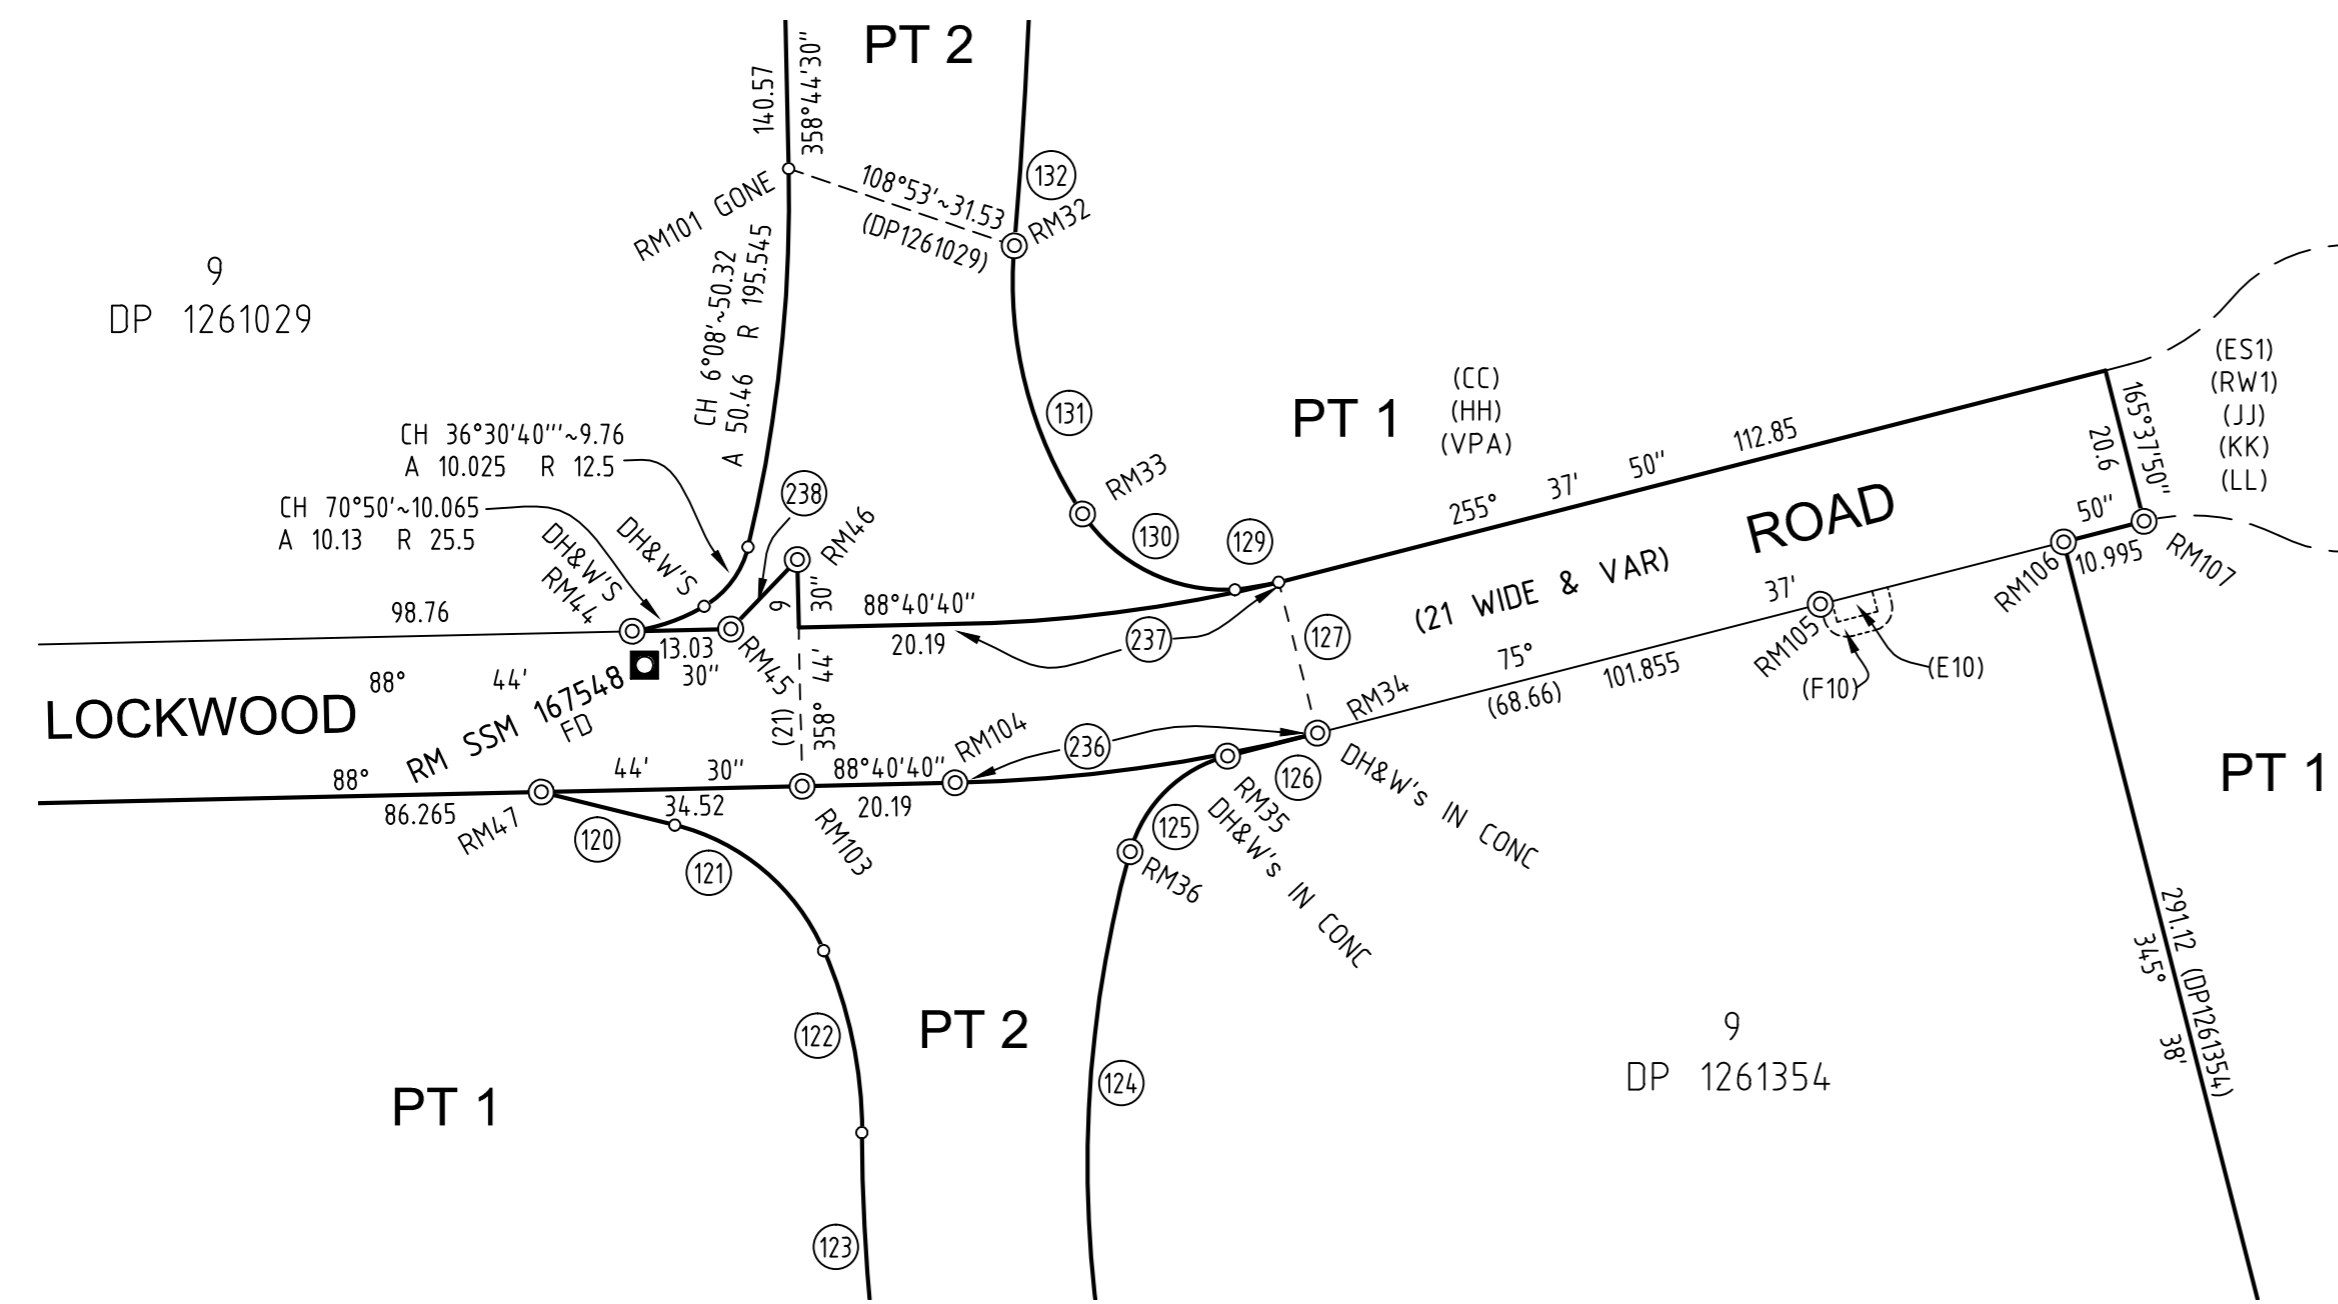 PT 2
140.57
358°44'30"
132
108°53'~31.53
(DP1261029)
RM32
RM101 GONE
9
DP 1261029
CH 6°08'~50.32
A 50.46 R 195.545
CH 36°30'40'''~9.76
A 10.025 R 12.5
CH 70°50'~10.065
A 10.13 R 25.5
DH&W'S
RM44
DH&W'S
238
RM46
131
RM33
130
129
PT 1
(CC)
(HH)
(VPA)
255° 37' 50" 112.85
165°37'50"
20.6
(ES1)
(RW1)
(JJ)
(KK)
(LL)
ROAD
(21 WIDE & VAR)
50"
10.995
RM107
RM106
37'
RM105
(E10)
(F10)
75°
101.855
(68.66)
127
RM34
98.76
13.03
30"
RM45
9
30"
88°40'40"
20.19
237
88° 44'
LOCKWOOD
RM SSM 167548
FD
(21)
358° 44'
RM104
236
88° 44' 30"
86.265
34.52
88°40'40"
20.19
RM47
120
121
RM103
125
126
RM35
DH&W's IN CONC
DH&W's IN CONC
RM36
122
PT 2
124
123
PT 1
9
DP 1261354
PT 1
291.12 (DP1261354)
345° 38'